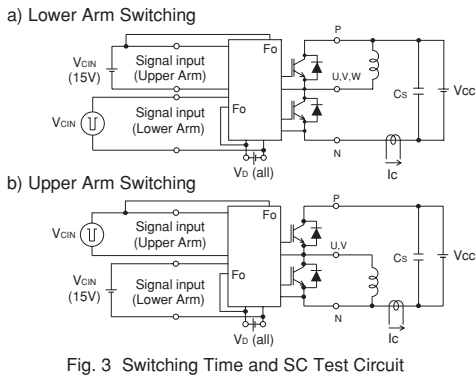 a) Lower Arm Switching
P
Fo
VCIN
(15V)
Signal input
(Upper Arm)
U,V,W
CS
VCC
VCIN
Signal input
(Lower Arm)
Fo
N
VD (all)
IC
b) Upper Arm Switching
P
Fo
VCIN
Signal input
(Upper Arm)
U,V
CS
VCC
VCIN
(15V)
Signal input
(Lower Arm)
Fo
N
VD (all)
IC
Fig. 3 Switching Time and SC Test Circuit